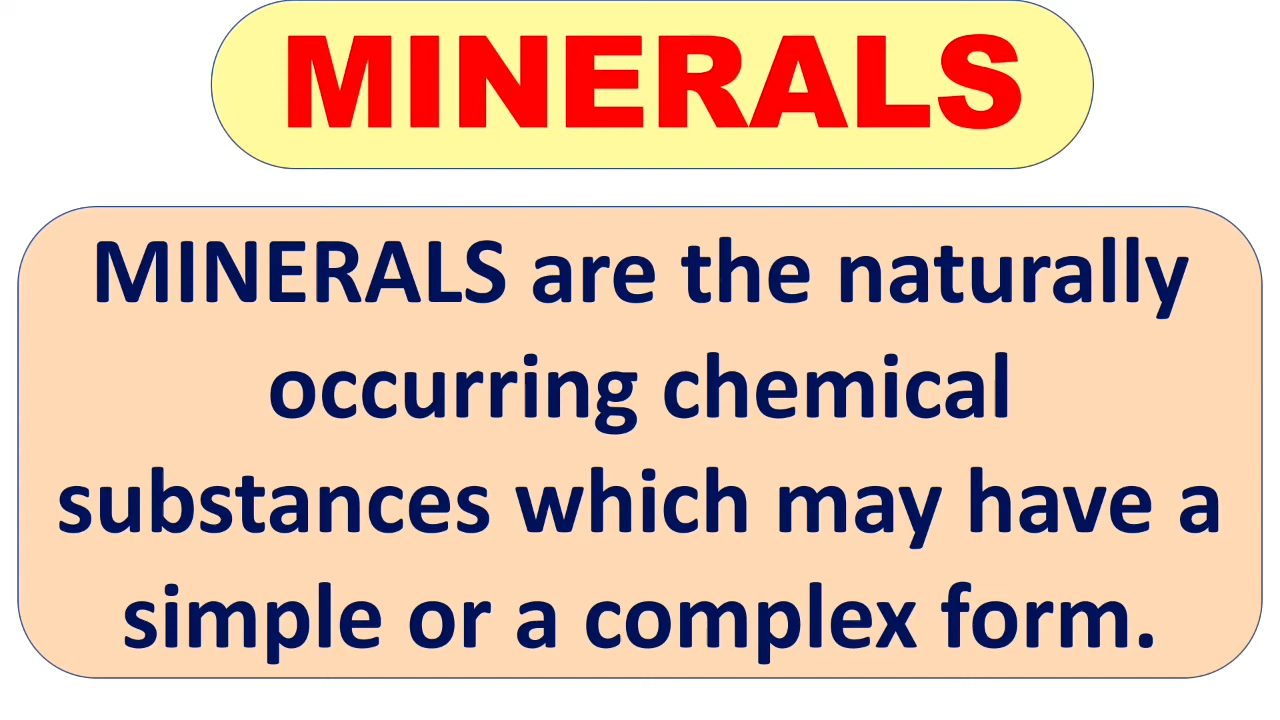 MINERALS
MINERALS are the naturally
occurring chemical
substances which may have a
simple or a complex form.